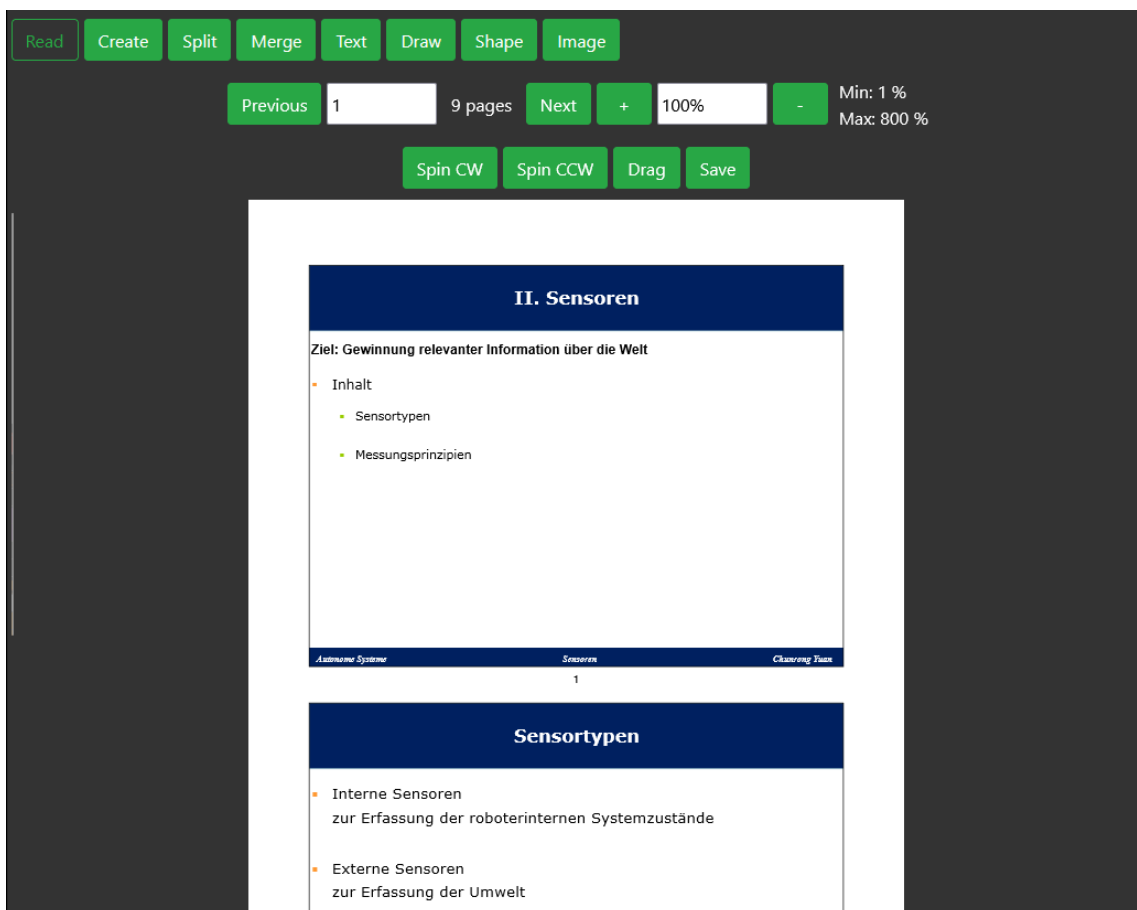 Read Create Split Merge Text Draw Shape Image
Previous 1 9 pages Next + 100% - Min: 1 %
Max: 800 %
Spin CW Spin CCW Drag Save
II. Sensoren
Ziel: Gewinnung relevanter Information über die Welt
Inhalt
Sensortypen
Messungsprinzipien
Autonome Systeme Sensoren Chunrong Yuan
1
Sensortypen
Interne Sensoren
zur Erfassung der roboterinternen Systemzustände
Externe Sensoren
zur Erfassung der Umwelt